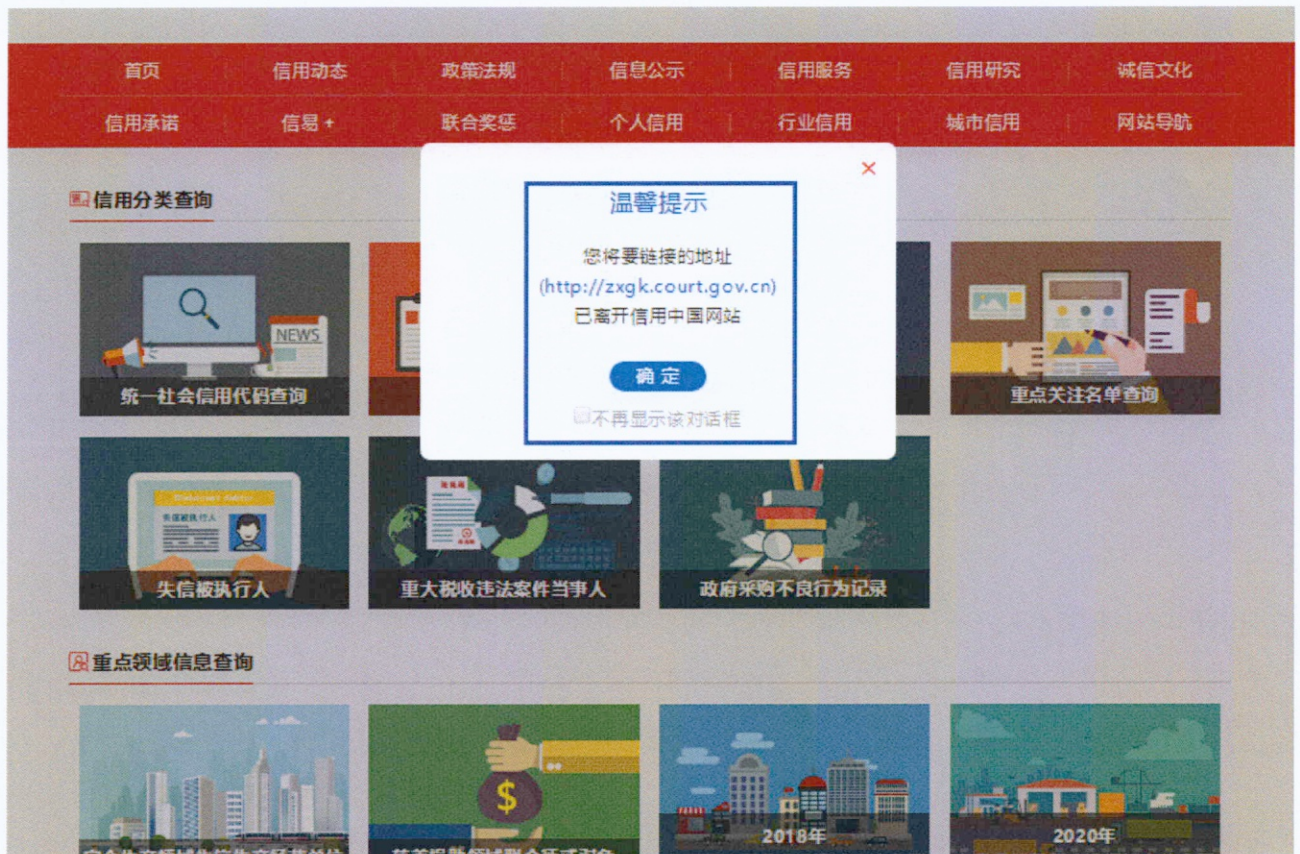 首页 信用动态 政策法规 信息公示 信用服务 信用研究 诚信文化
信用承诺 信易+ 联合奖惩 个人信用 行业信用 城市信用 网站导航
信用分类查询
温馨提示
您将要链接的地址
(http://zxgk.court.gov.cn)
已离开信用中国网站
确定
不再显示该对话框
NEWS
统一社会信用代码查询 重点关注名单查询
失信被执行人
失信被执行人 重大税收违法案件当事人 政府采购不良行为记录
重点领域信息查询
$
2018年 2020年